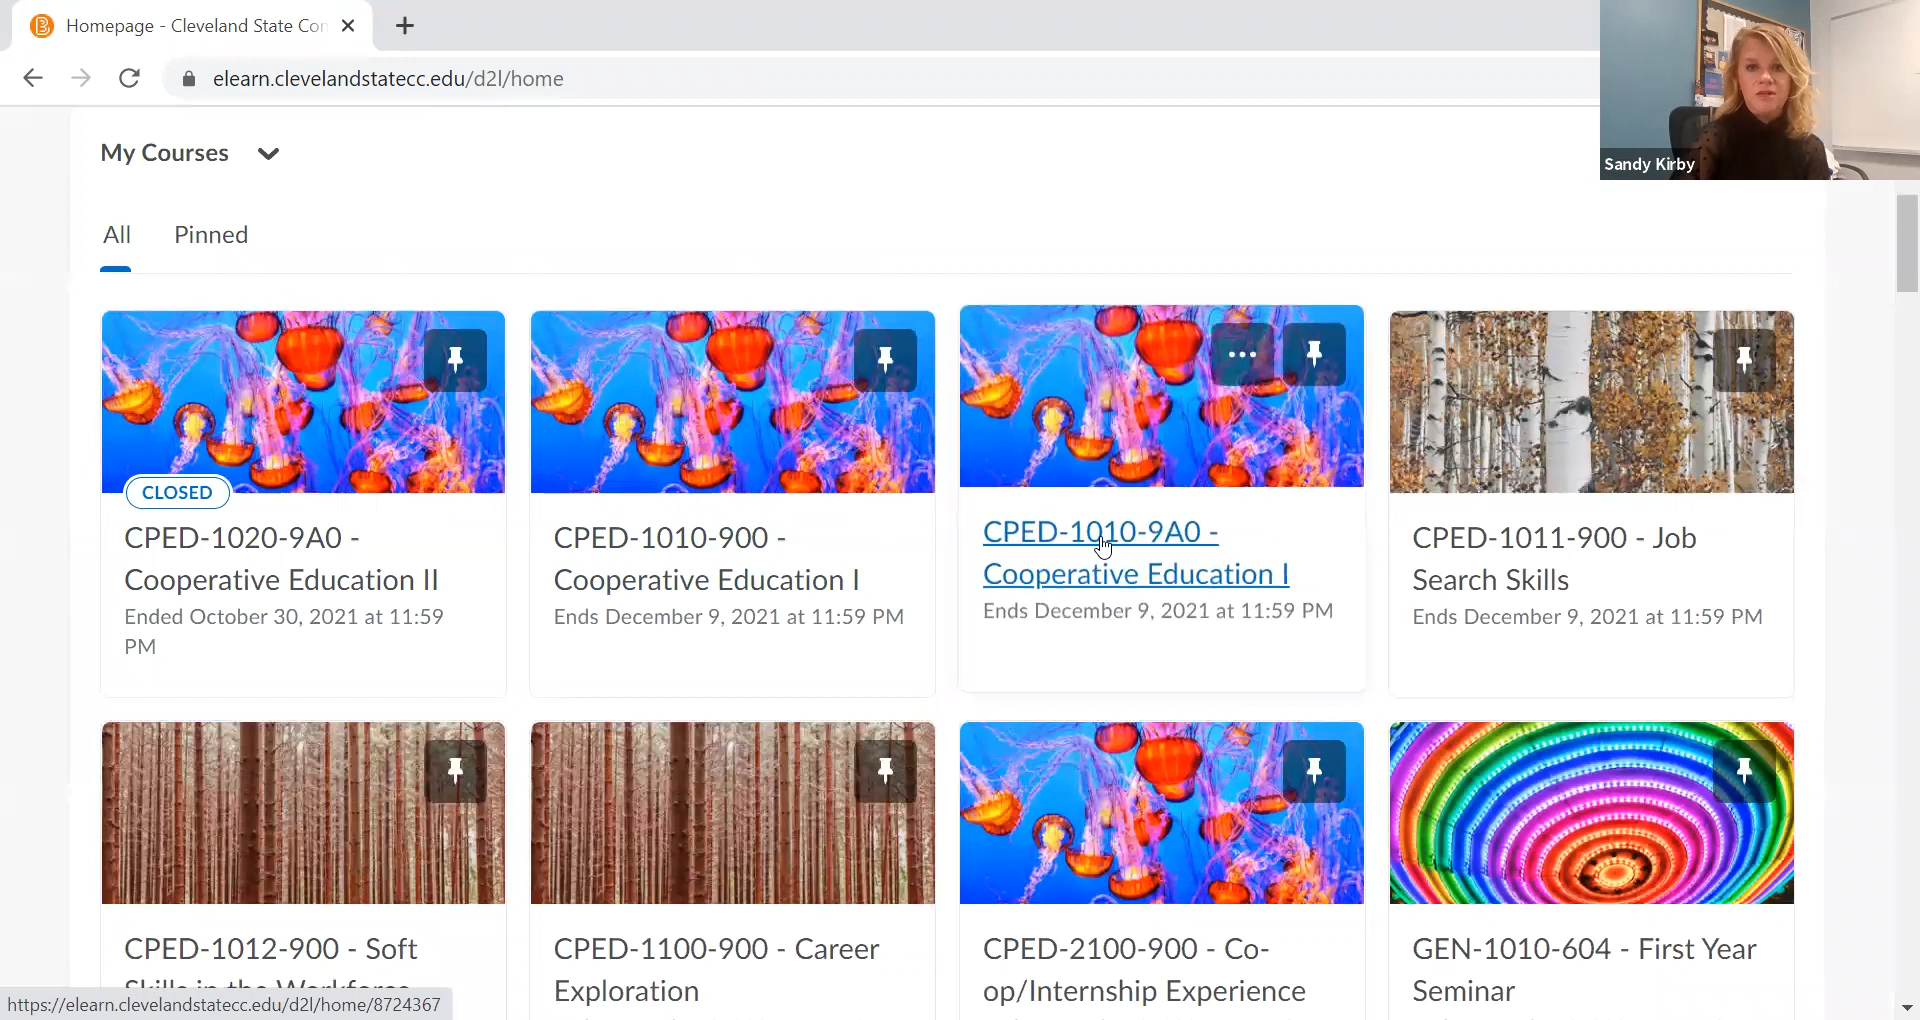 Homepage - Cleveland State Con
elearn.clevelandstatecc.edu/d2l/home
Sandy Kirby
My Courses
All Pinned
CLOSED
CPED-1020-9A0 -
Cooperative Education II
Ended October 30, 2021 at 11:59
PM
CPED-1010-900 -
Cooperative Education I
Ends December 9, 2021 at 11:59 PM
CPED-1010-9A0 -
Cooperative Education I
Ends December 9, 2021 at 11:59 PM
CPED-1011-900 - Job
Search Skills
Ends December 9, 2021 at 11:59 PM
CPED-1012-900 - Soft
Skills in the Workforce
CPED-1100-900 - Career
Exploration
CPED-2100-900 - Co-
op/Internship Experience
GEN-1010-604 - First Year
Seminar
https://elearn.clevelandstatecc.edu/d2l/home/8724367